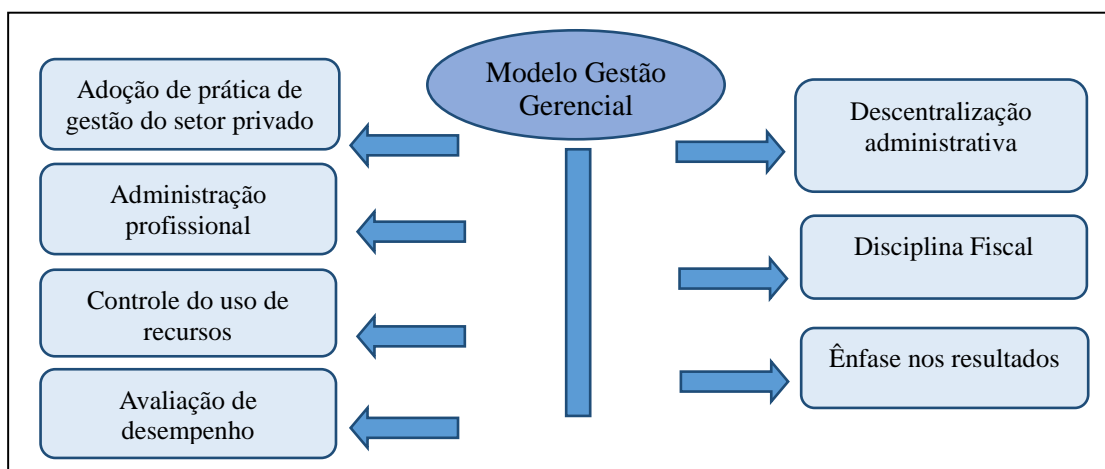 Modelo Gestão
Gerencial
Adoção de prática de
gestão do setor privado
Administração
profissional
Controle do uso de
recursos
Avaliação de
desempenho
Descentralização
administrativa
Disciplina Fiscal
Ênfase nos resultados